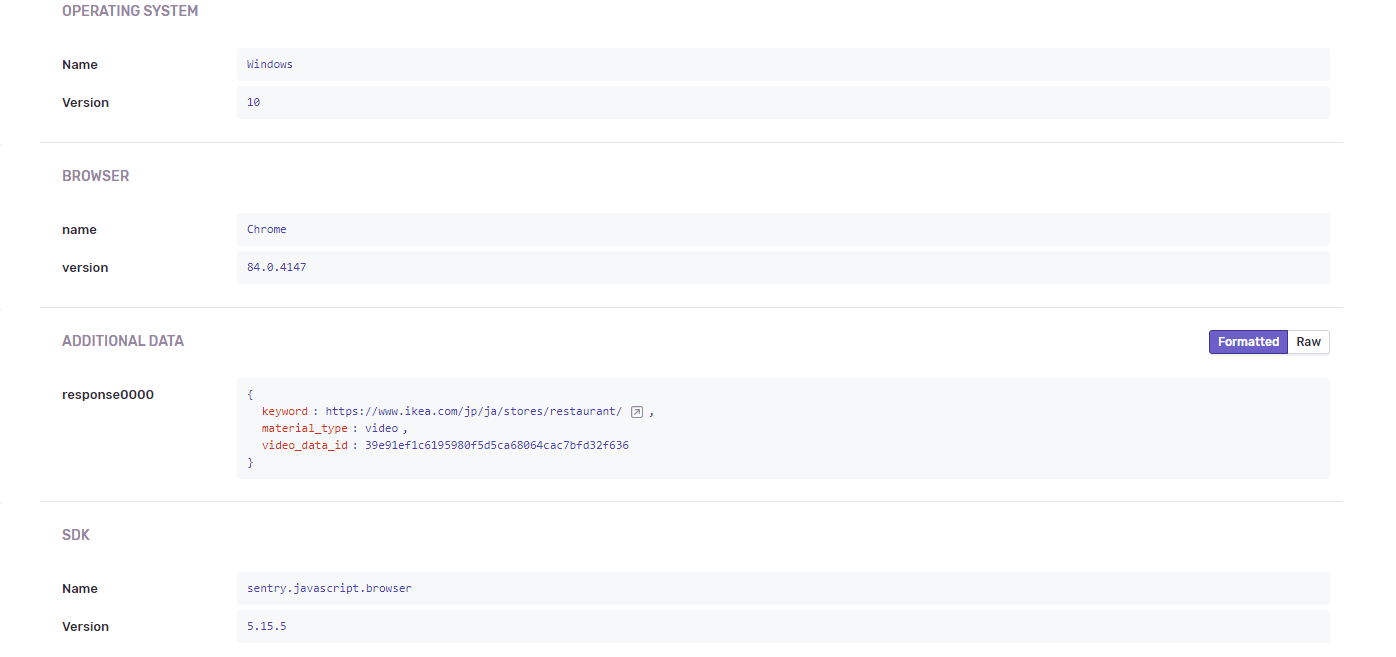 OPERATING SYSTEM
Name Windows
Version 10
BROWSER
name Chrome
version 84.0.4147
ADDITIONAL DATA Formatted Raw
response0000 {
keyword : https://www.ikea.com/jp/ja/stores/restaurant/ ,
material_type : video ,
video_data_id : 39e91ef1c6195980f5d5ca68064cac7bfd32f636
}
SDK
Name sentry.javascript.browser
Version 5.15.5